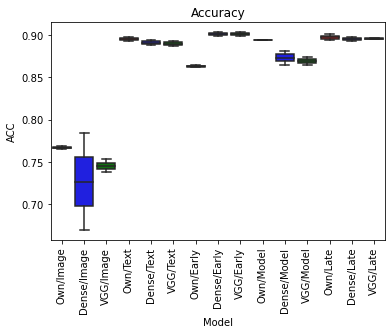 Accuracy
ACC
0.90
0.85
0.80
0.75
0.70
Own/Image
Dense/Image
VGG/Image
Own/Text
Dense/Text
VGG/Text
Own/Early
Dense/Early
VGG/Early
Own/Model
Dense/Model
VGG/Model
Own/Late
Dense/Late
VGG/Late
Model